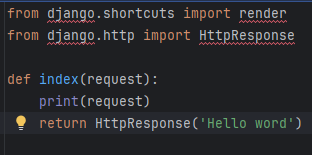 from django.shortcuts import render
from django.http import HttpResponse

def index(request):
    print(request)
    return HttpResponse('Hello word')